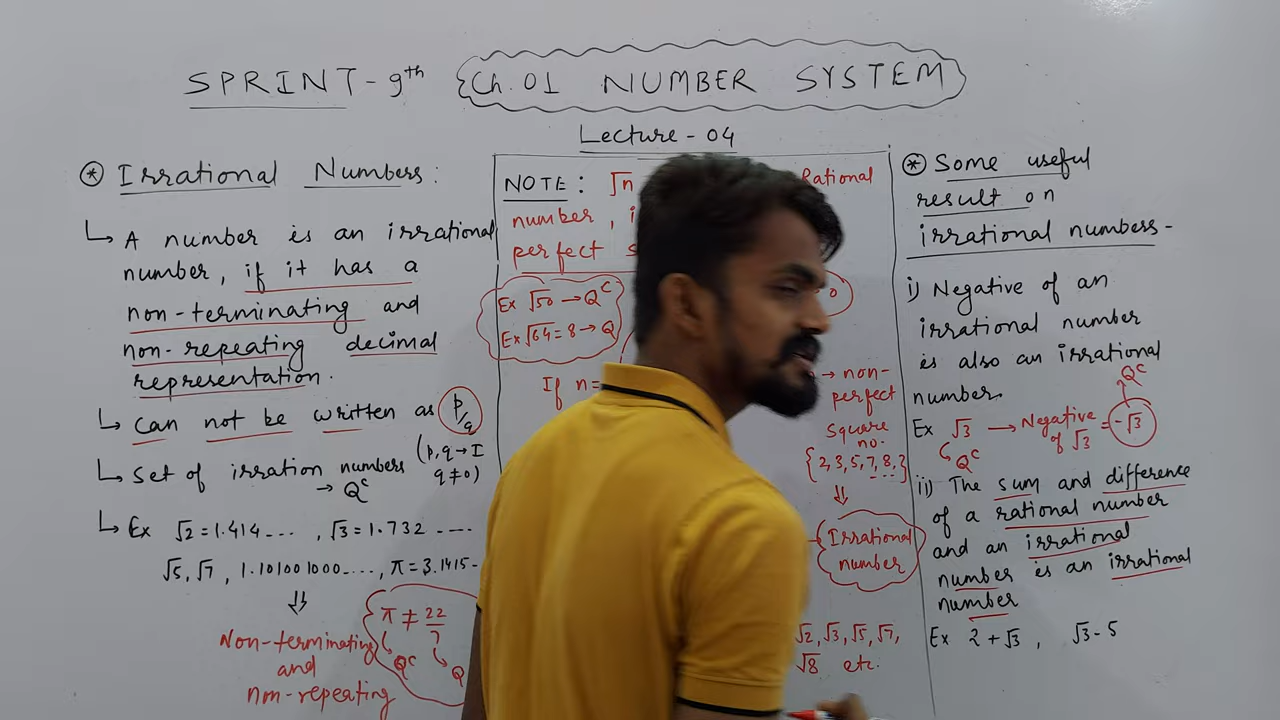 SPRINT-9th Ch. 01 NUMBER SYSTEM
Lecture - 04
* Irrational Numbers:
↳ A number is an irrational
number, if it has a
non-terminating and
non-repeating decimal
representation.
↳ Can not be written as p/q
(p,q → I
q≠0)
↳ Set of irration numbers
→ Qᶜ
↳ Ex √2 = 1.414 ... , √3 = 1.732 ----
√5, √7, 1.101001000...., π = 3.1415-
⇓
Non-terminating
and
non-repeating
π ≠ 22/7
Qᶜ Q
NOTE: √n Rational
number, i
perfect s
Ex √50 → Qᶜ
Ex √64 = 8 → Q
0
If n=
→ non-
perfect
square
no.
{2,3,5,7,8,
....}
⇓
Irrational
number
√2, √3, √5, √7,
√8 etc.
* Some useful
result on
irrational numbers-
i) Negative of an
irrational number
is also an irrational
number.
Qᶜ
Ex √3 → Negative of √3 = -√3
Qᶜ
ii) The sum and difference
of a rational number
and an irrational
number is an irrational
number
Ex 2+√3 , √3-5